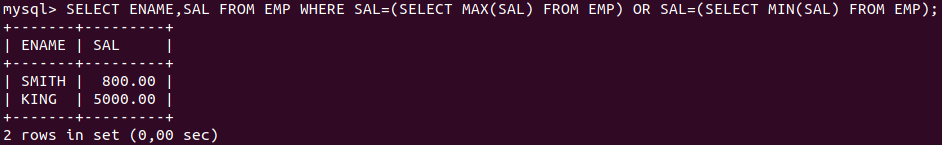 mysql> SELECT ENAME,SAL FROM EMP WHERE SAL=(SELECT MAX(SAL) FROM EMP) OR SAL=(SELECT MIN(SAL) FROM EMP);
+-------+---------+
| ENAME | SAL     |
+-------+---------+
| SMITH |  800.00 |
| KING  | 5000.00 |
+-------+---------+
2 rows in set (0,00 sec)